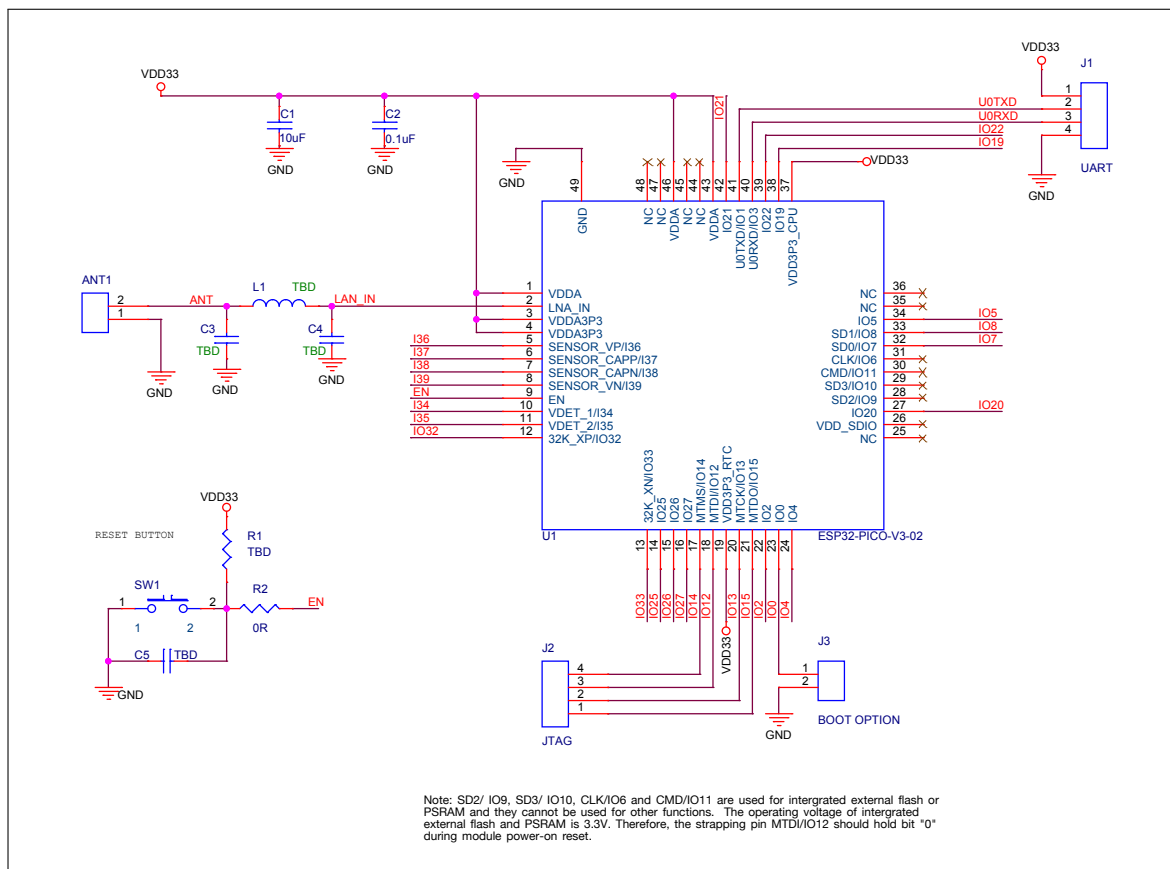 VDD33
C1
10uF
GND
C2
0.1uF
GND
GND
VDD33
J1
U0TXD
1
U0RXD
2
IO22
3
IO19
4
UART
GND
VDD33
IO21
49
48
47
46
45
44
43
42
41
40
39
38
37
GND
NC
NC
VDDA
NC
NC
VDDA
IO21
U0TXD/IO1
U0RXD/IO3
IO22
IO19
VDD3P3_CPU
ANT1
2
1
ANT
L1
TBD
LAN_IN
C3
TBD
C4
TBD
GND
GND
GND
1 VDDA
2 LNA_IN
3 VDDA3P3
4 VDDA3P3
I36 5 SENSOR_VP/I36
I37 6 SENSOR_CAPP/I37
I38 7 SENSOR_CAPN/I38
I39 8 SENSOR_VN/I39
EN 9 EN
I34 10 VDET_1/I34
I35 11 VDET_2/I35
IO32 12 32K_XP/IO32
NC 36
NC 35
IO5 34 IO5
SD1/IO8 33 IO8
SD0/IO7 32 IO7
CLK/IO6 31
CMD/IO11 30
SD3/IO10 29
SD2/IO9 28
IO20 27 IO20
VDD_SDIO 26
NC 25
32K_XN/IO33
IO25
IO26
IO27
MTMS/IO14
MTDI/IO12
VDD3P3_RTC
MTCK/IO13
MTDO/IO15
IO2
IO0
IO4
U1
ESP32-PICO-V3-02
13
14
15
16
17
18
19
20
21
22
23
24
IO33
IO25
IO26
IO27
IO14
IO12
VDD33
IO13
IO15
IO2
IO0
IO4
RESET BUTTON
VDD33
R1
TBD
SW1
1
2
1
2
R2
0R
EN
C5
TBD
GND
J2
4
3
2
1
JTAG
J3
1
2
BOOT OPTION
GND
Note: SD2/ IO9, SD3/ IO10, CLK/IO6 and CMD/IO11 are used for intergrated external flash or
PSRAM and they cannot be used for other functions. The operating voltage of intergrated
external flash and PSRAM is 3.3V. Therefore, the strapping pin MTDI/IO12 should hold bit "0"
during module power-on reset.